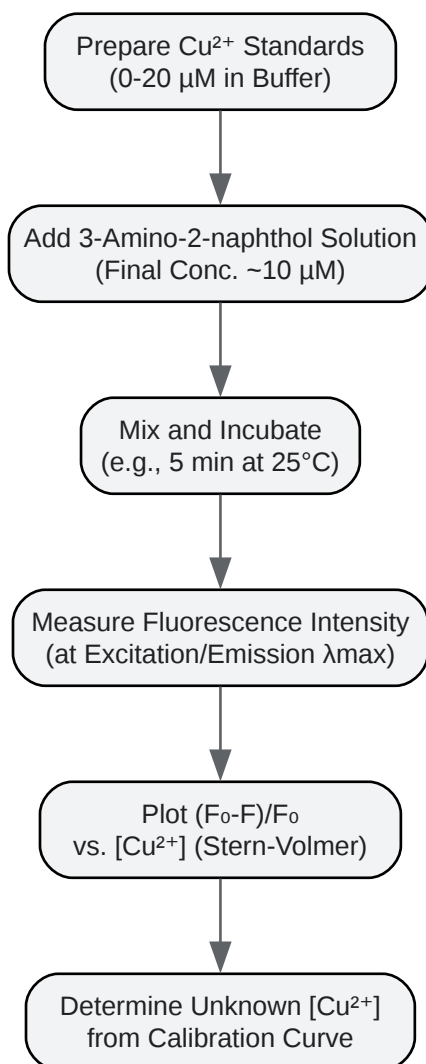 Prepare Cu²⁺ Standards
(0-20 µM in Buffer)
Add 3-Amino-2-naphthol Solution
(Final Conc. ~10 µM)
Mix and Incubate
(e.g., 5 min at 25°C)
Measure Fluorescence Intensity
(at Excitation/Emission λmax)
Plot (F₀-F)/F₀
vs. [Cu²⁺] (Stern-Volmer)
Determine Unknown [Cu²⁺]
from Calibration Curve